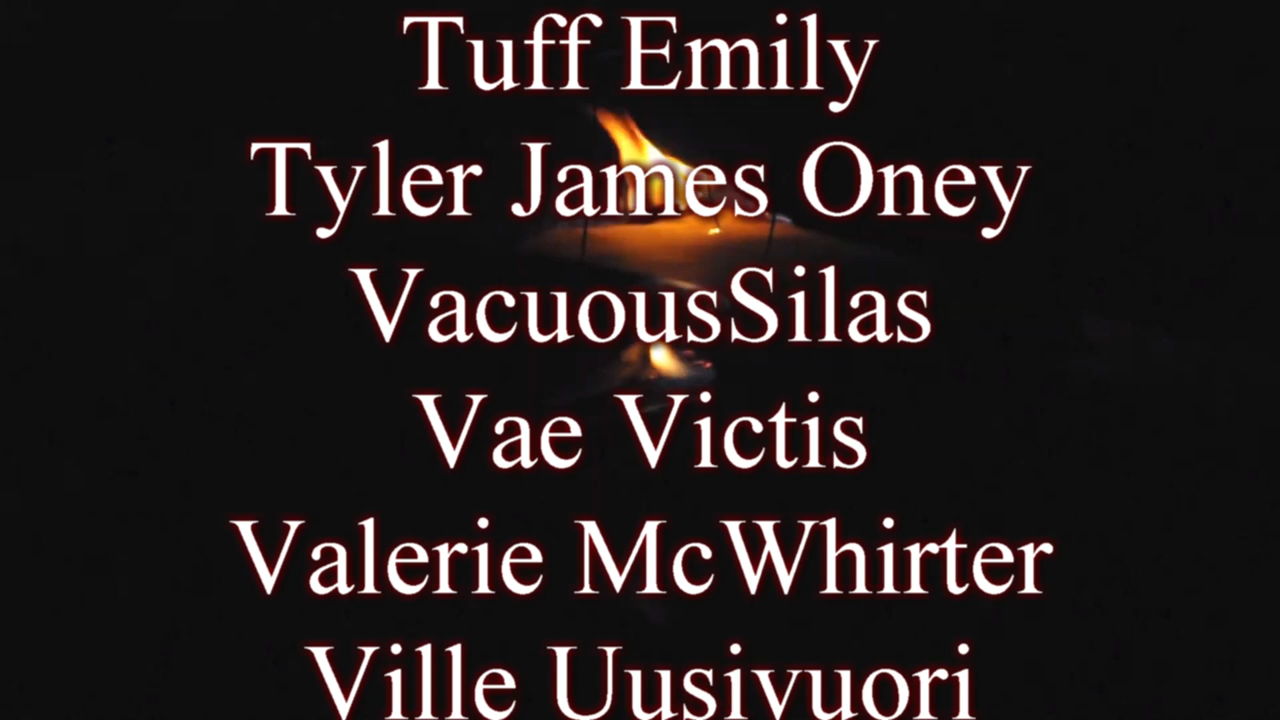 Tuff Emily
Tyler James Oney
VacuousSilas
Vae Victis
Valerie McWhirter
Ville Uusivuori